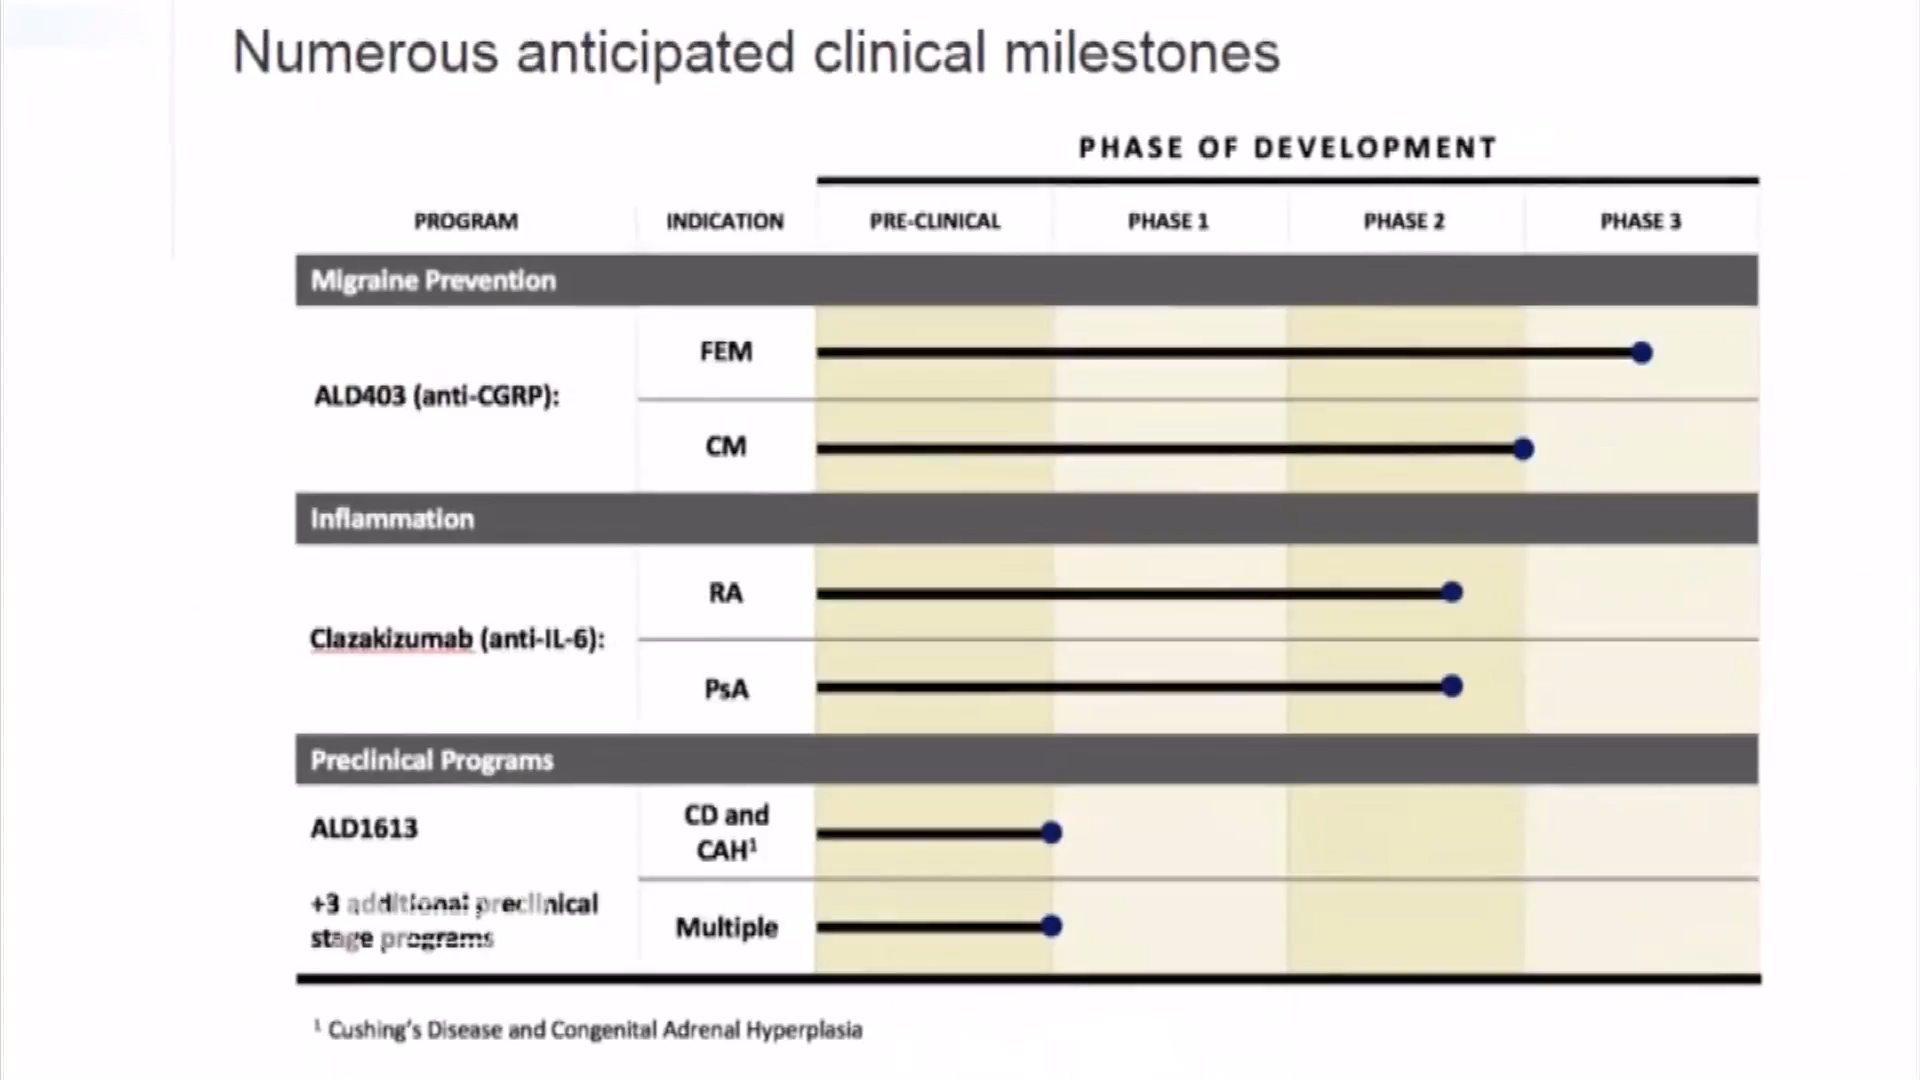 Numerous anticipated clinical milestones
PHASE OF DEVELOPMENT
PROGRAM INDICATION PRE-CLINICAL PHASE 1 PHASE 2 PHASE 3
Migraine Prevention
FEM
ALD403 (anti-CGRP):
CM
Inflammation
RA
Clazakizumab (anti-IL-6):
PsA
Preclinical Programs
ALD1613
CD and
CAH¹
+3 additional preclinical
stage programs
Multiple
¹ Cushing's Disease and Congenital Adrenal Hyperplasia